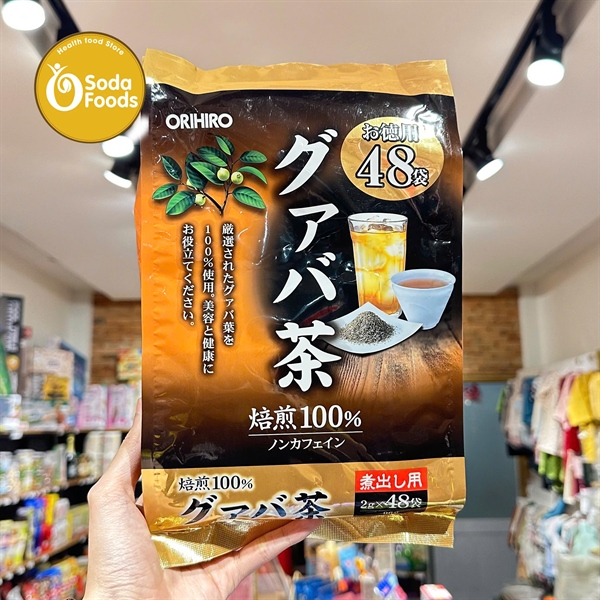 Health food Store
Soda
Foods
ORIHIRO
お徳用
48袋
グァバ茶
厳選されたグァバ葉を
100%使用。美容と健康に
お役立てください。
焙煎100%
ノンカフェイン
焙煎100%
グァバ茶
煮出し用
2g×48袋